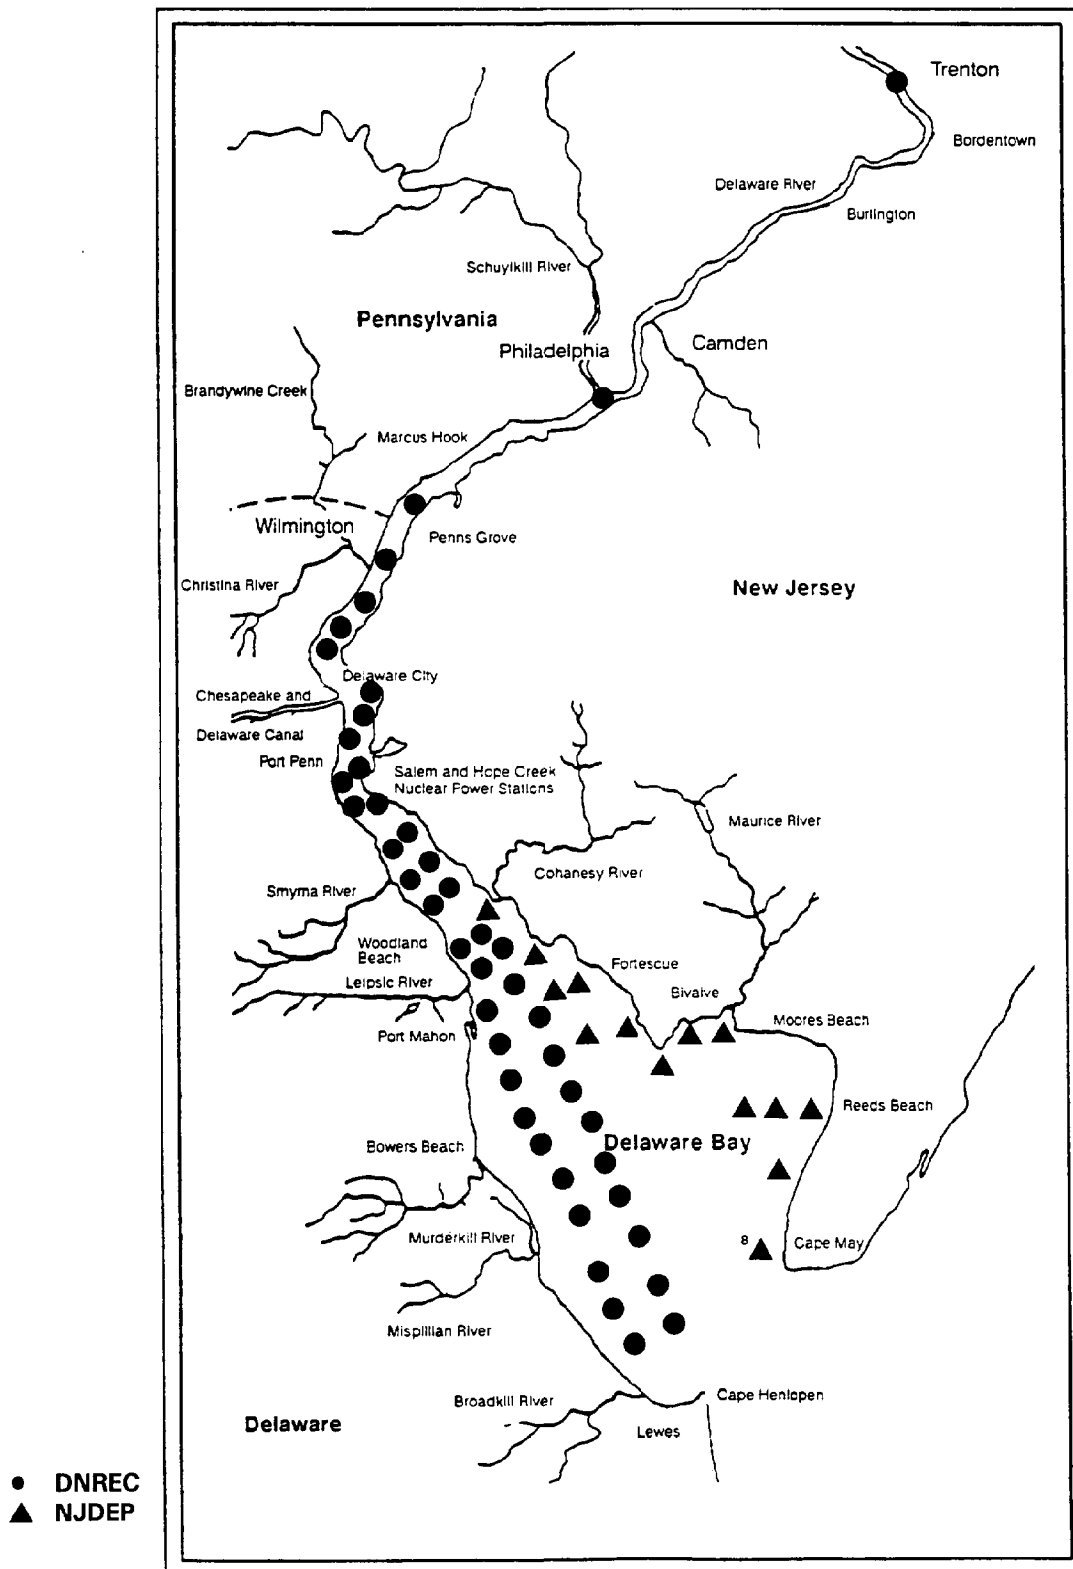 Trenton
Bordentown
Delaware River
Burlington
Schuylkill River
Pennsylvania
Philadelphia
Camden
Brandywine Creek
Marcus Hook
Wilmington
Penns Grove
Christina River
New Jersey
Delaware City
Chesapeake and
Delaware Canal
Port Penn
Salem and Hope Creek
Nuclear Power Stations
Maurice River
Cohanesy River
Smyrna River
Woodland
Beach
Fortescue
Leipsic River
Bivalve
Moores Beach
Port Mahon
Reeds Beach
Bowers Beach
Delaware Bay
Murderkill River
8
Cape May
Mispillian River
Broadkill River
Cape Henlopen
Delaware
Lewes
DNREC
NJDEP